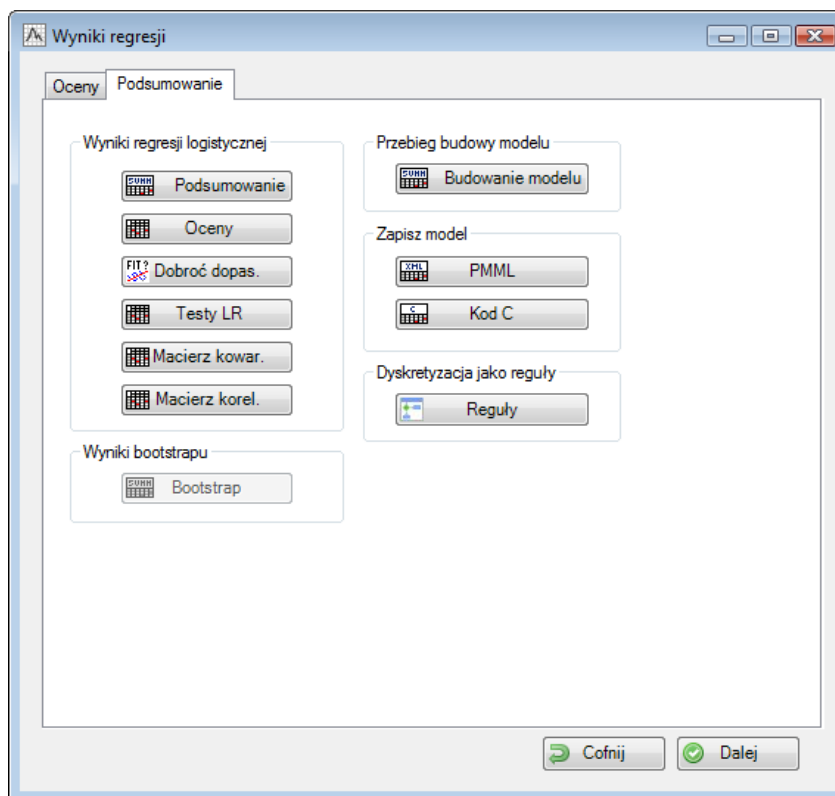 Wyniki regresji
Oceny
Podsumowanie
Wyniki regresji logistycznej
SUMM
Podsumowanie
Oceny
FIT?
Dobroć dopas.
Testy LR
Macierz kowar.
Macierz korel.
Wyniki bootstrapu
SUMM
Bootstrap
Przebieg budowy modelu
SUMM
Budowanie modelu
Zapisz model
XML
PMML
C
Kod C
Dyskretyzacja jako reguły
Reguły
Cofnij
Dalej